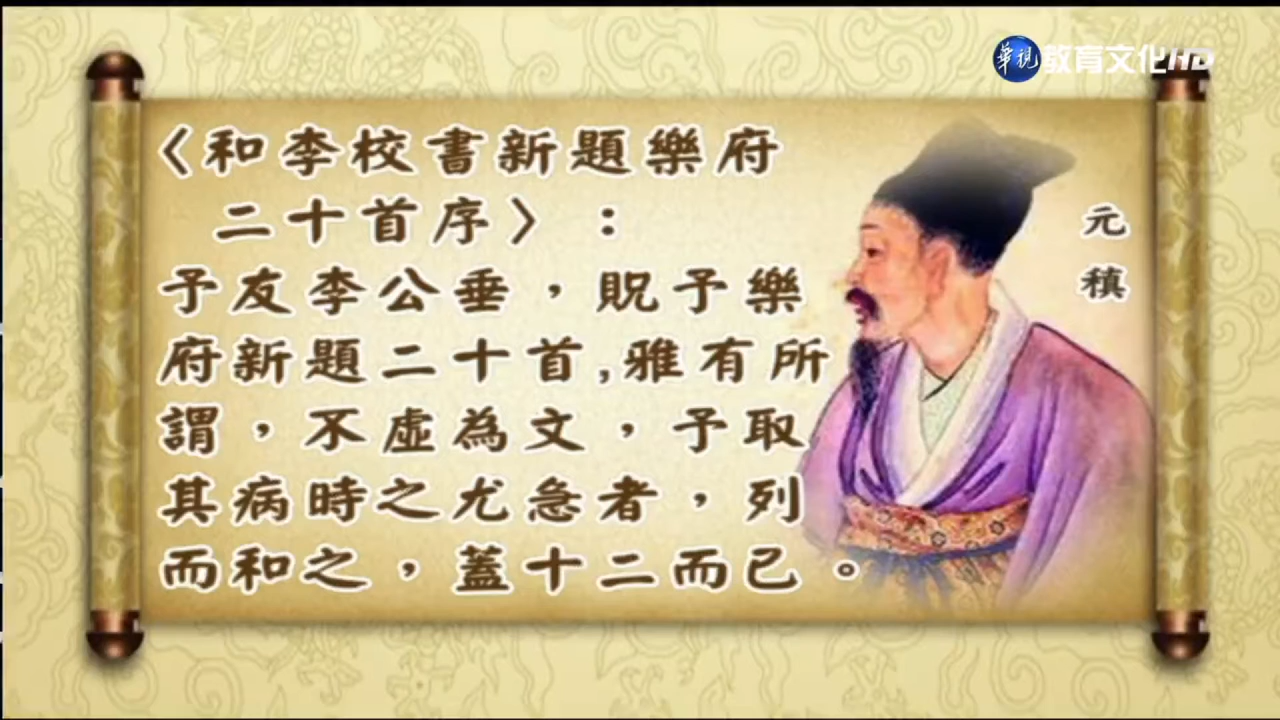 華視 教育文化HD
〈和李校書新題樂府
二十首序〉：
予友李公垂，貺予樂
府新題二十首,雅有所
謂，不虛為文，予取
其病時之尤急者，列
而和之，蓋十二而已。
元
稹